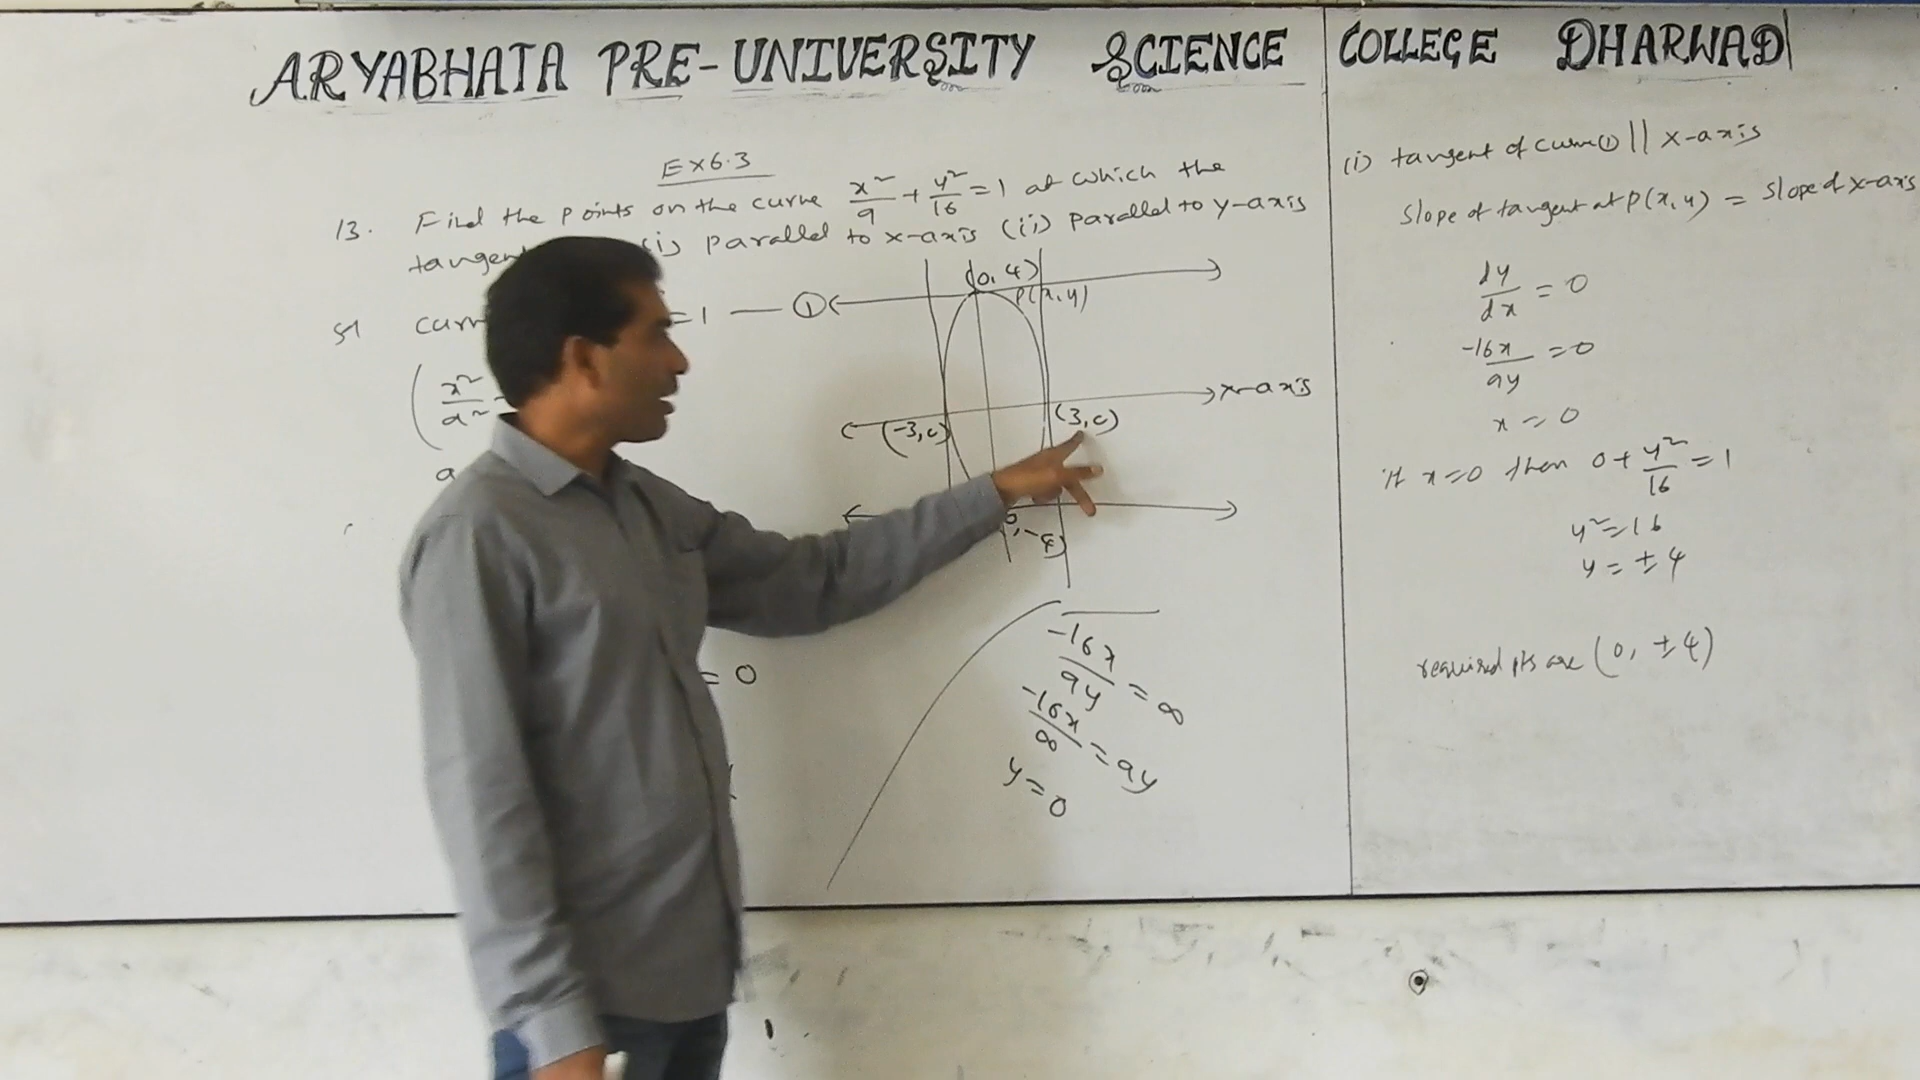 ARYABHATA PRE-UNIVERSITY SCIENCE COLLEGE DHARWAD
Ex 6.3
13. Find the points on the curve x²/9 + y²/16 = 1 at which the
tangen (i) parallel to x-axis (ii) parallel to y-axis
curv = 1 — ①
(x²/a²
a
= 0
(0, 4)
P(x, y)
x-axis
(-3, 0)
(3, 0)
0, -4)
-16x/9y = ∞
-16x/∞ = 9y
y = 0
(i) tangent of curve ① || x-axis
Slope of tangent at P(x, y) = Slope of x-axis
dy/dx = 0
-16x/9y = 0
x = 0
If x = 0 then 0 + y²/16 = 1
y² = 16
y = ± 4
required pts are (0, ± 4)